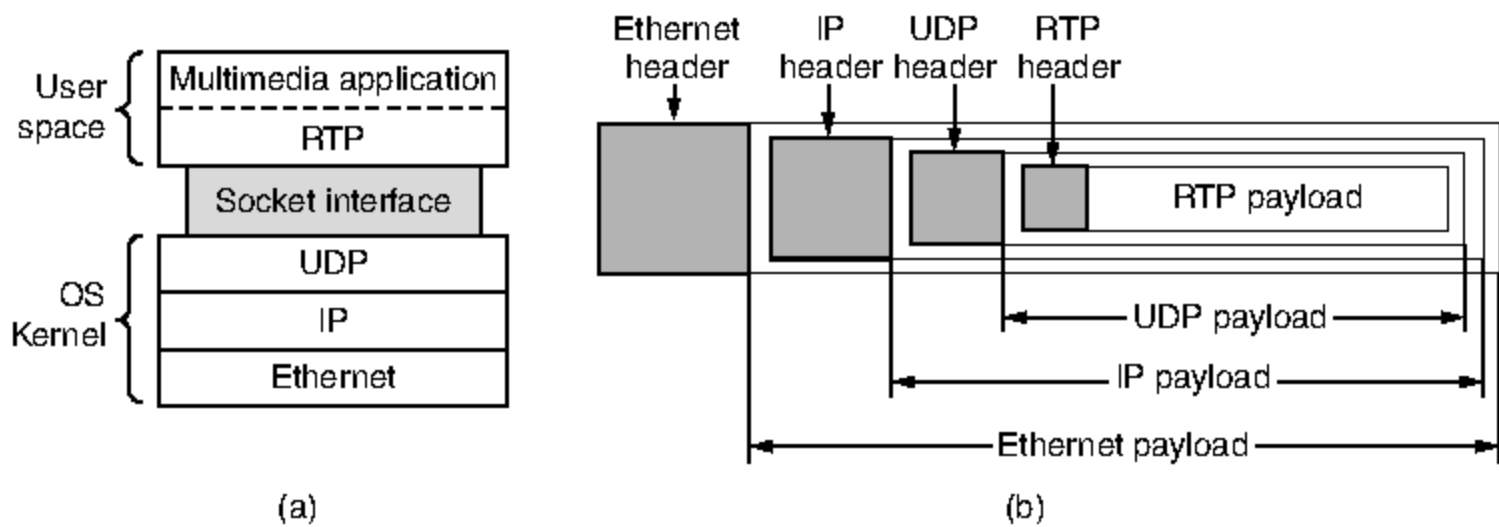 User
space
Multimedia application
RTP
Socket interface
OS
Kernel
UDP
IP
Ethernet
(a)
Ethernet
header
IP
header
UDP
header
RTP
header
RTP payload
UDP payload
IP payload
Ethernet payload
(b)